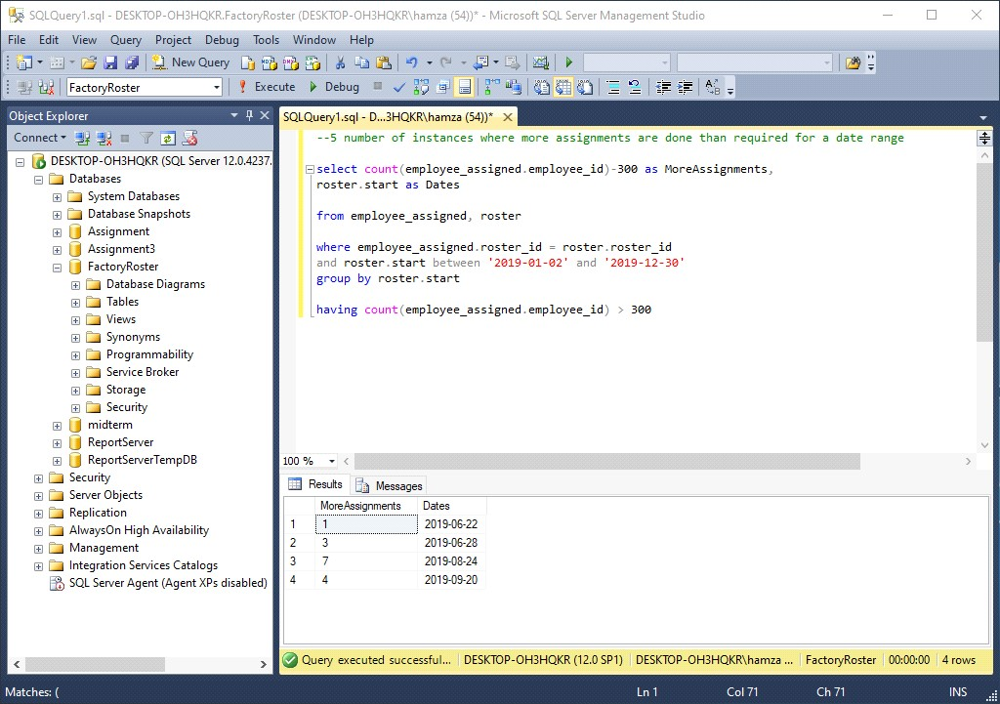 SQLQuery1.sql - DESKTOP-OH3HQKR.FactoryRoster (DESKTOP-OH3HQKR\hamza (54))* - Microsoft SQL Server Management Studio
File Edit View Query Project Debug Tools Window Help
New Query
FactoryRoster Execute Debug
Object Explorer
Connect
DESKTOP-OH3HQKR (SQL Server 12.0.4237.
Databases
System Databases
Database Snapshots
Assignment
Assignment3
FactoryRoster
Database Diagrams
Tables
Views
Synonyms
Programmability
Service Broker
Storage
Security
midterm
ReportServer
ReportServerTempDB
Security
Server Objects
Replication
AlwaysOn High Availability
Management
Integration Services Catalogs
SQL Server Agent (Agent XPs disabled)
SQLQuery1.sql - D...3HQKR\hamza (54))*
--5 number of instances where more assignments are done than required for a date range
select count(employee_assigned.employee_id)-300 as MoreAssignments,
roster.start as Dates
from employee_assigned, roster
where employee_assigned.roster_id = roster.roster_id
and roster.start between '2019-01-02' and '2019-12-30'
group by roster.start
having count(employee_assigned.employee_id) > 300
100 %
Results Messages
MoreAssignments Dates
1 1 2019-06-22
2 3 2019-06-28
3 7 2019-08-24
4 4 2019-09-20
Query executed successful... DESKTOP-OH3HQKR (12.0 SP1) DESKTOP-OH3HQKR\hamza ... FactoryRoster 00:00:00 4 rows
Matches: ( Ln 1 Col 71 Ch 71 INS